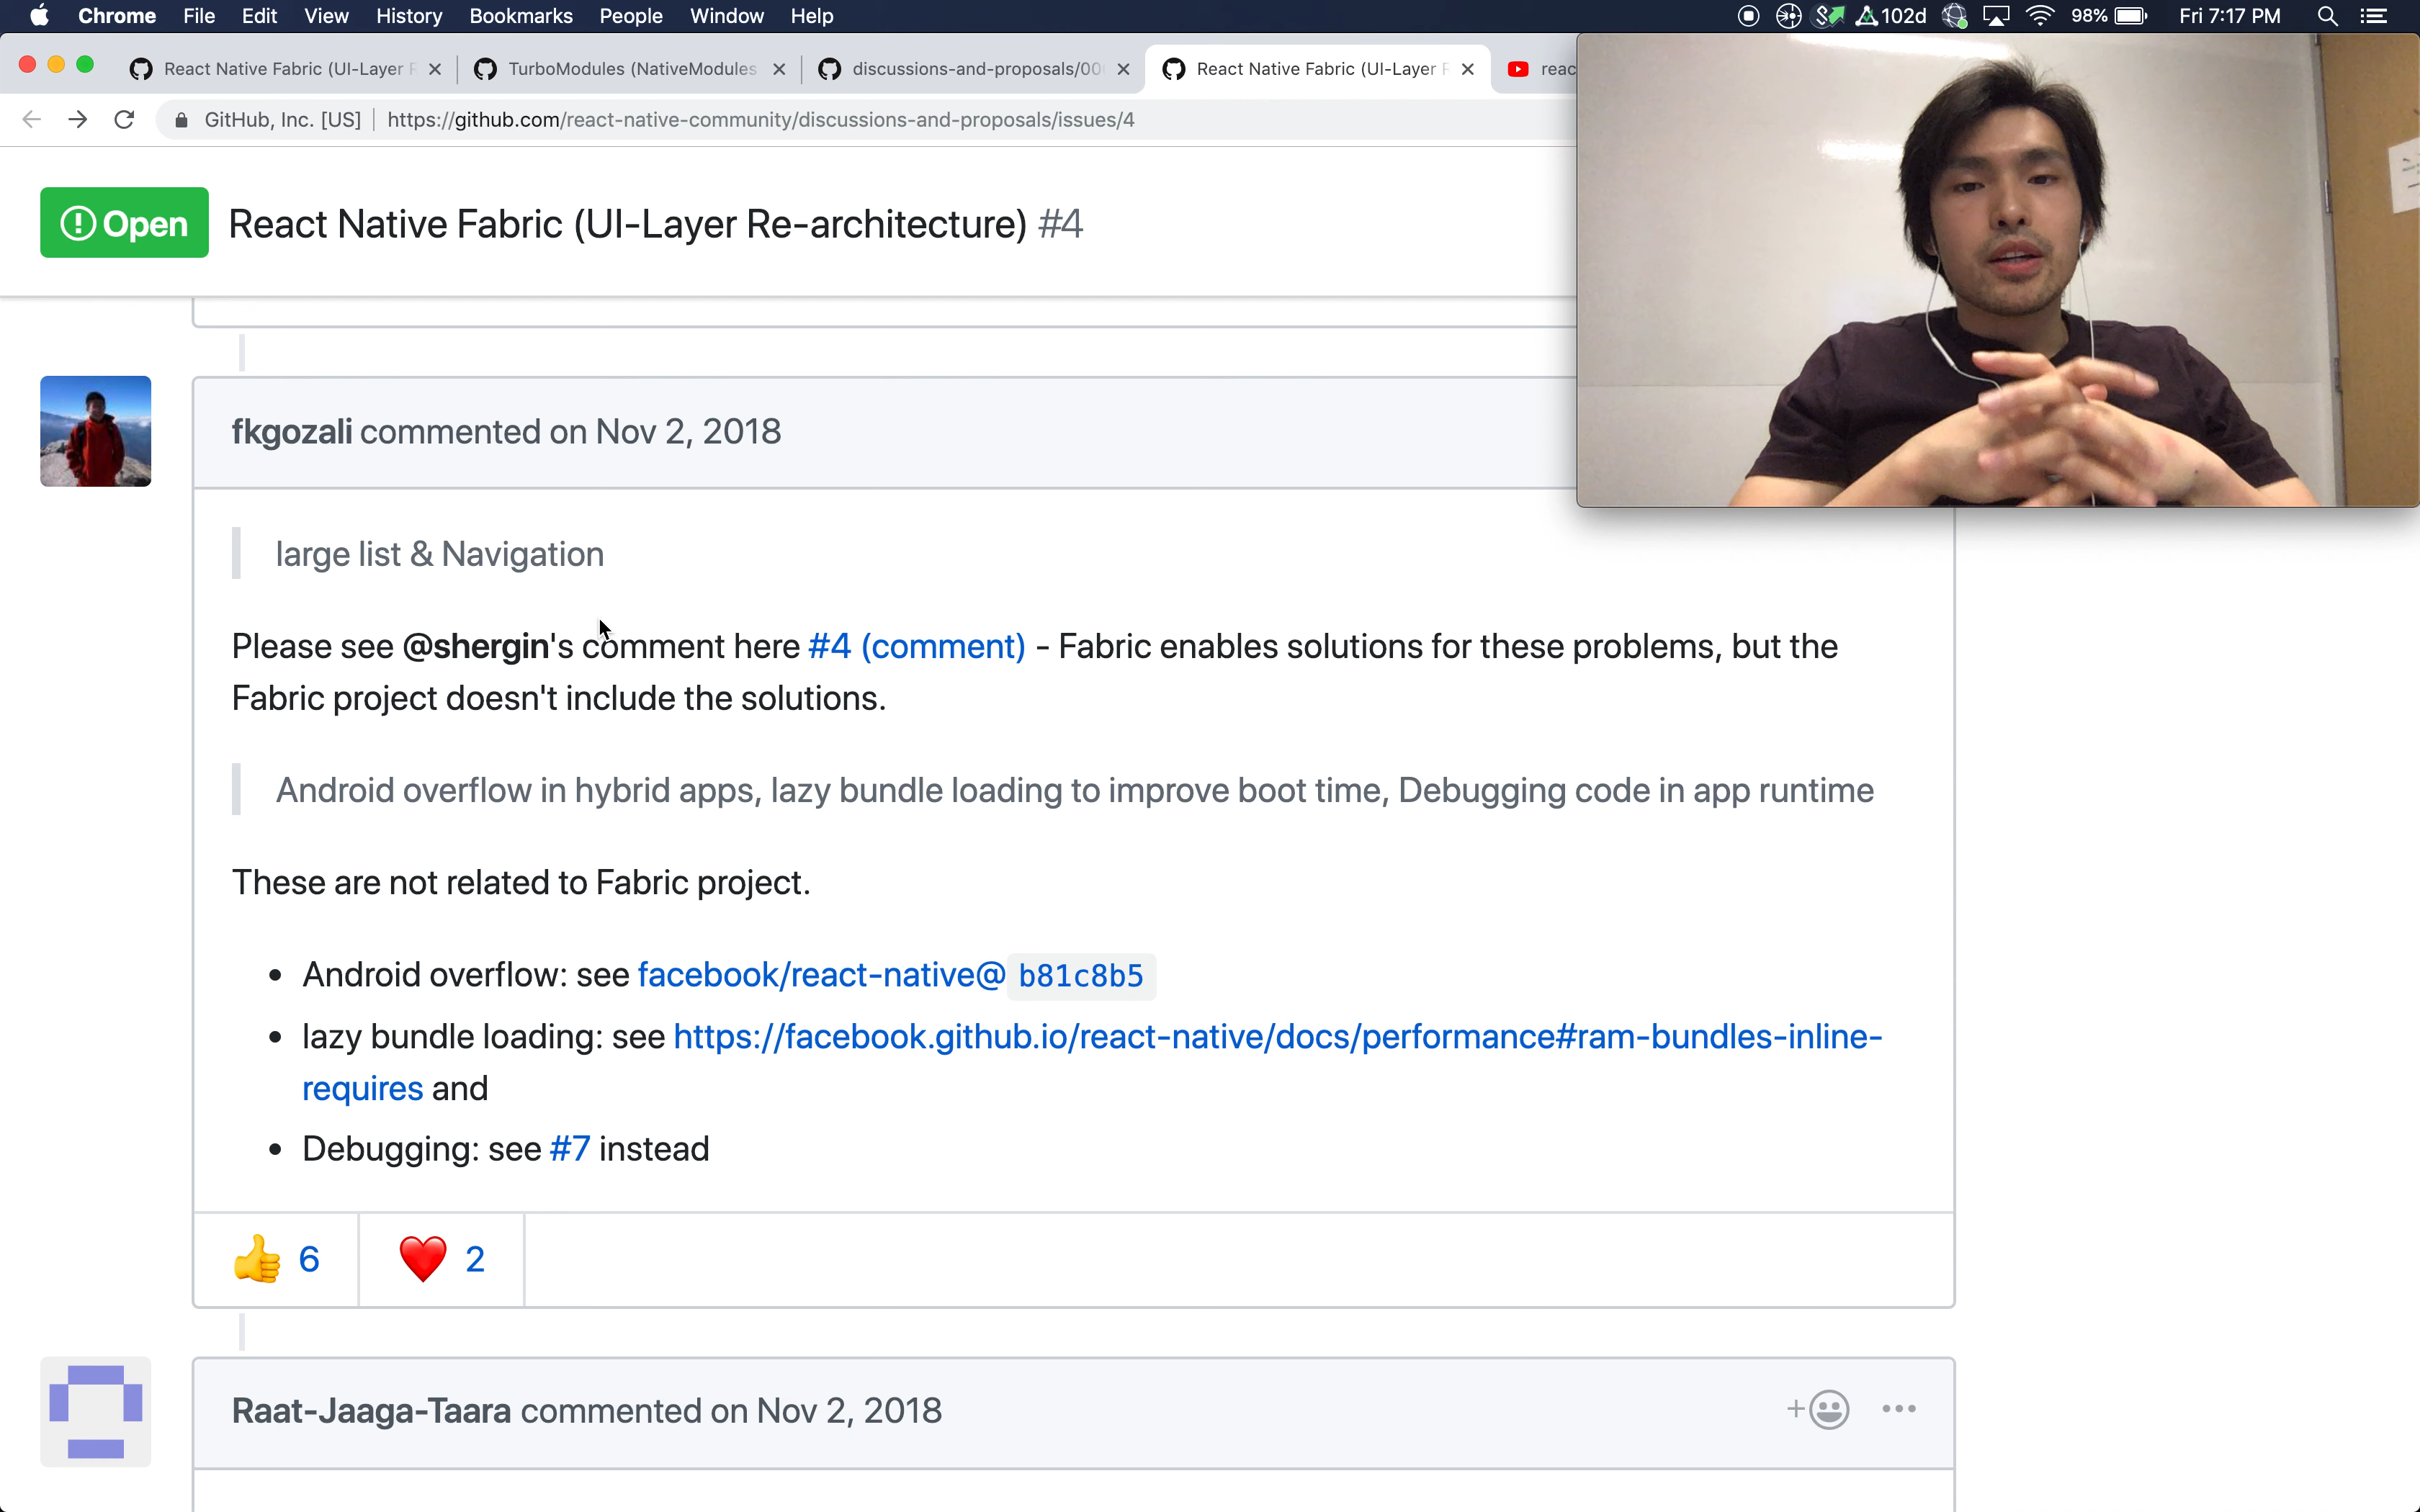 Chrome File Edit View History Bookmarks People Window Help 102d 98% Fri 7:17 PM
React Native Fabric (UI-Layer TurboModules (NativeModules discussions-and-proposals/00 React Native Fabric (UI-Layer reac
GitHub, Inc. [US] https://github.com/react-native-community/discussions-and-proposals/issues/4
Open React Native Fabric (UI-Layer Re-architecture) #4
fkgozali commented on Nov 2, 2018
large list & Navigation
Please see @shergin's comment here #4 (comment) - Fabric enables solutions for these problems, but the
Fabric project doesn't include the solutions.
Android overflow in hybrid apps, lazy bundle loading to improve boot time, Debugging code in app runtime
These are not related to Fabric project.
• Android overflow: see facebook/react-native@ b81c8b5
• lazy bundle loading: see https://facebook.github.io/react-native/docs/performance#ram-bundles-inline-
requires and
• Debugging: see #7 instead
👍 6 ❤️ 2
Raat-Jaaga-Taara commented on Nov 2, 2018